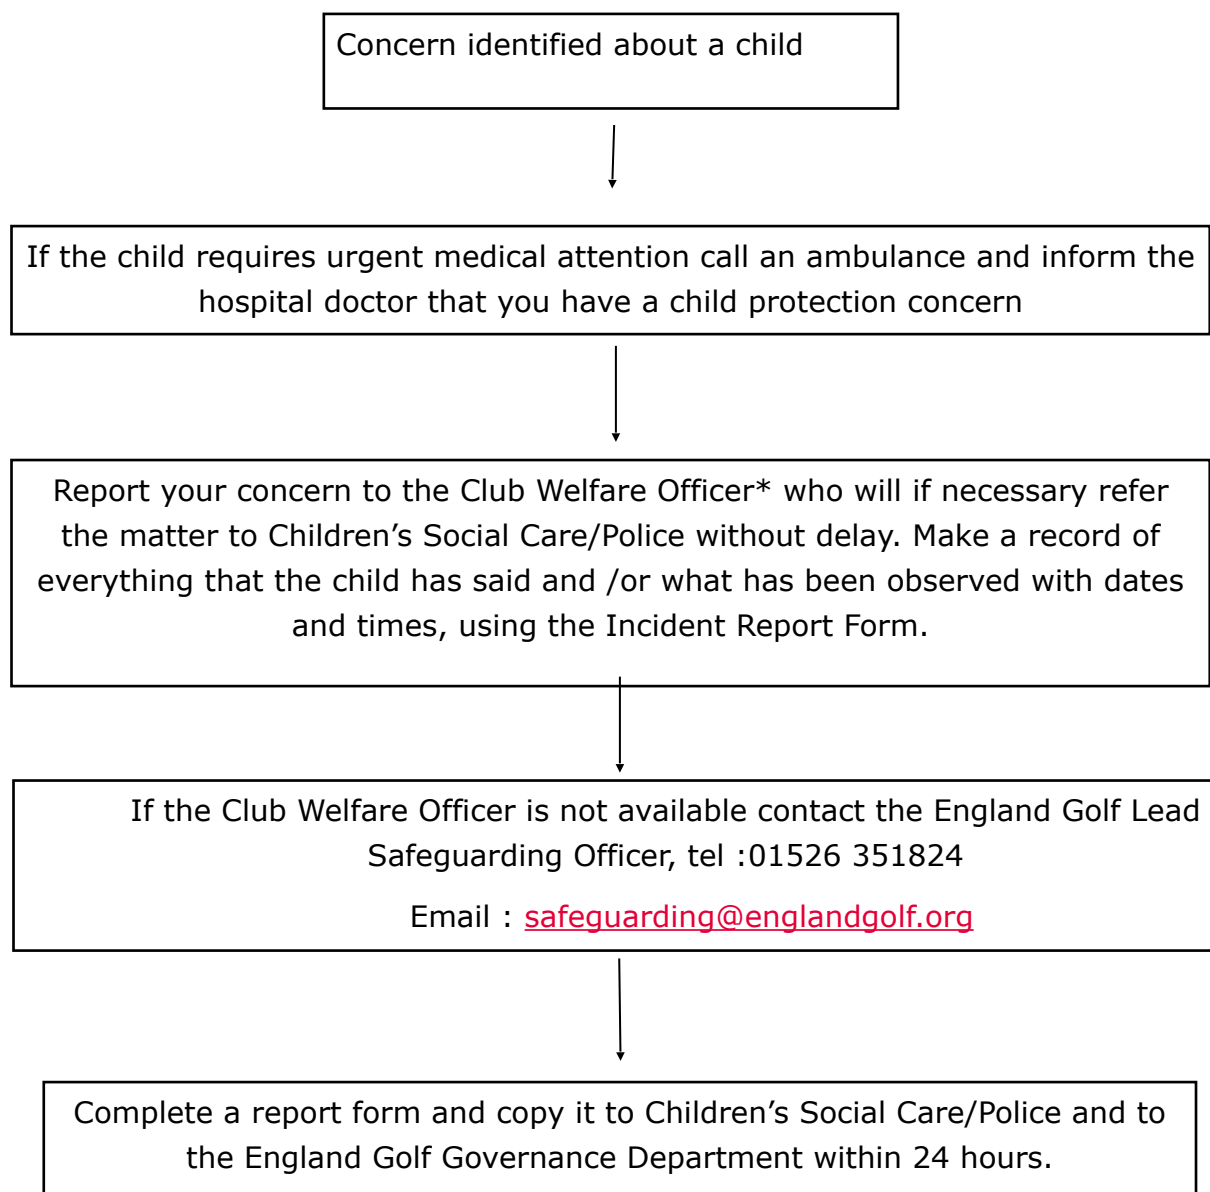 Concern identified about a child
If the child requires urgent medical attention call an ambulance and inform the
hospital doctor that you have a child protection concern
Report your concern to the Club Welfare Officer* who will if necessary refer
the matter to Children’s Social Care/Police without delay. Make a record of
everything that the child has said and /or what has been observed with dates
and times, using the Incident Report Form.
If the Club Welfare Officer is not available contact the England Golf Lead
Safeguarding Officer, tel :01526 351824
Email : safeguarding@englandgolf.org
Complete a report form and copy it to Children’s Social Care/Police and to
the England Golf Governance Department within 24 hours.